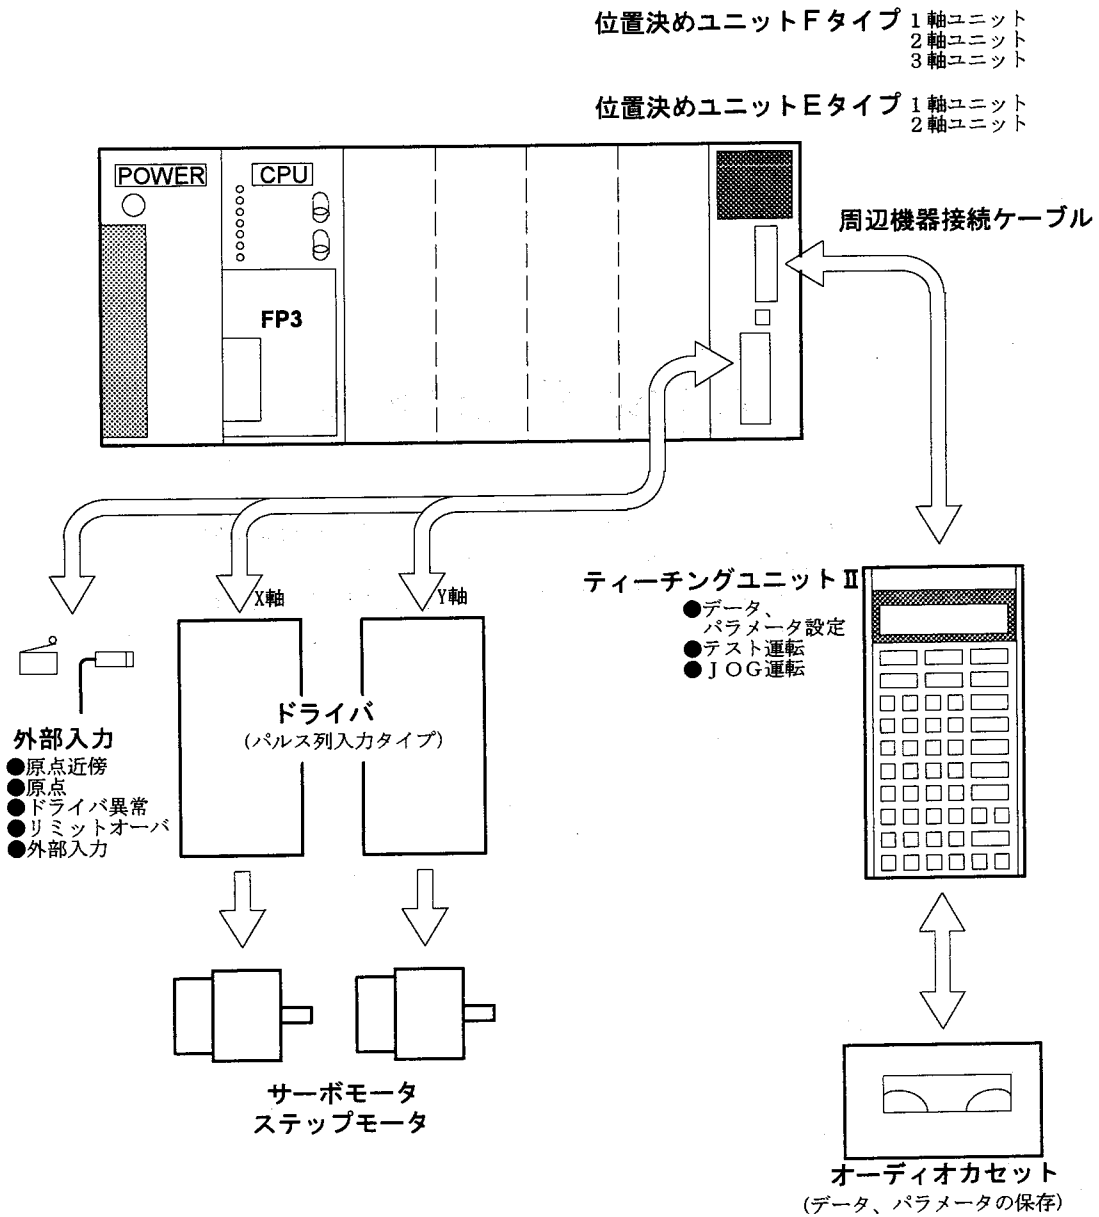 位置決めユニットFタイプ 1軸ユニット
2軸ユニット
3軸ユニット
位置決めユニットEタイプ 1軸ユニット
2軸ユニット
POWER
CPU
周辺機器接続ケーブル
FP3
X軸
Y軸
ティーチングユニットⅡ
●データ、
パラメータ設定
●テスト運転
●JOG運転
ドライバ
(パルス列入力タイプ)
外部入力
●原点近傍
●原点
●ドライバ異常
●リミットオーバ
●外部入力
サーボモータ
ステップモータ
オーディオカセット
(データ、パラメータの保存)